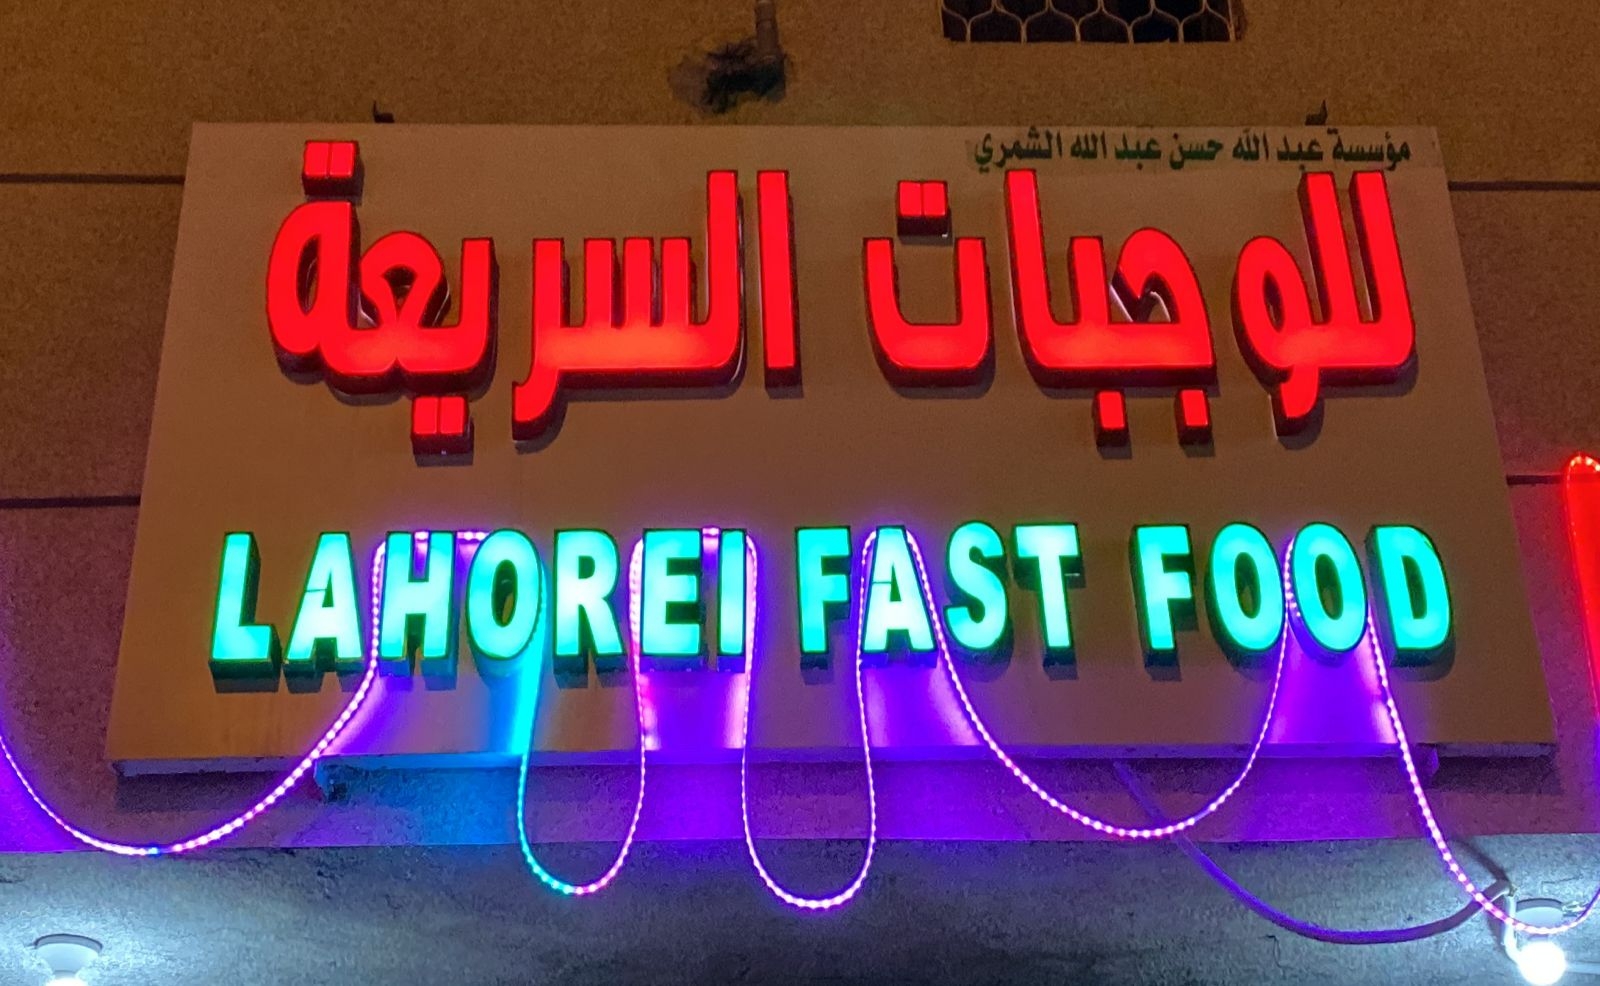 مؤسسة عبد الله حسن عبد الله الشمري
للوجبات السريعة
LAHOREI FAST FOOD